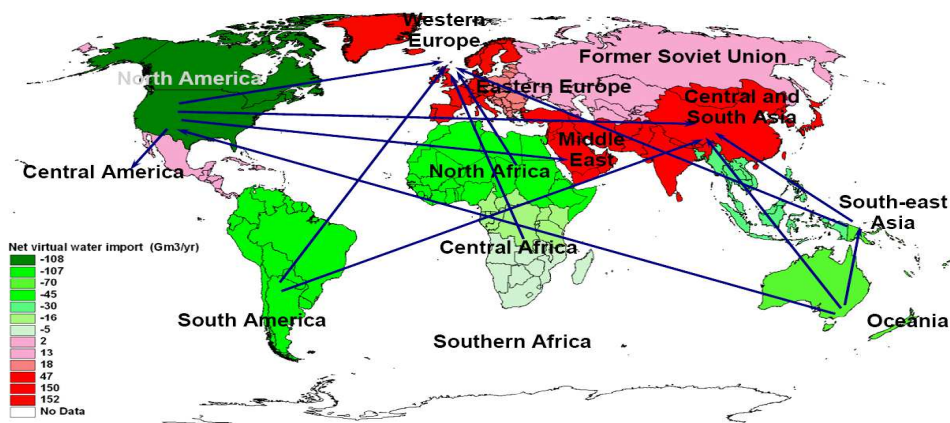 Western
Europe
Former Soviet Union
North America
Eastern Europe
Central and
South Asia
Middle
East
Central America
North Africa
South-east
Asia
Net virtual water import (Gm3/yr)
Central Africa
-108
-107
-70
-45
-30
-16
-5
2
13
18
47
150
152
No Data
South America
Oceania
Southern Africa